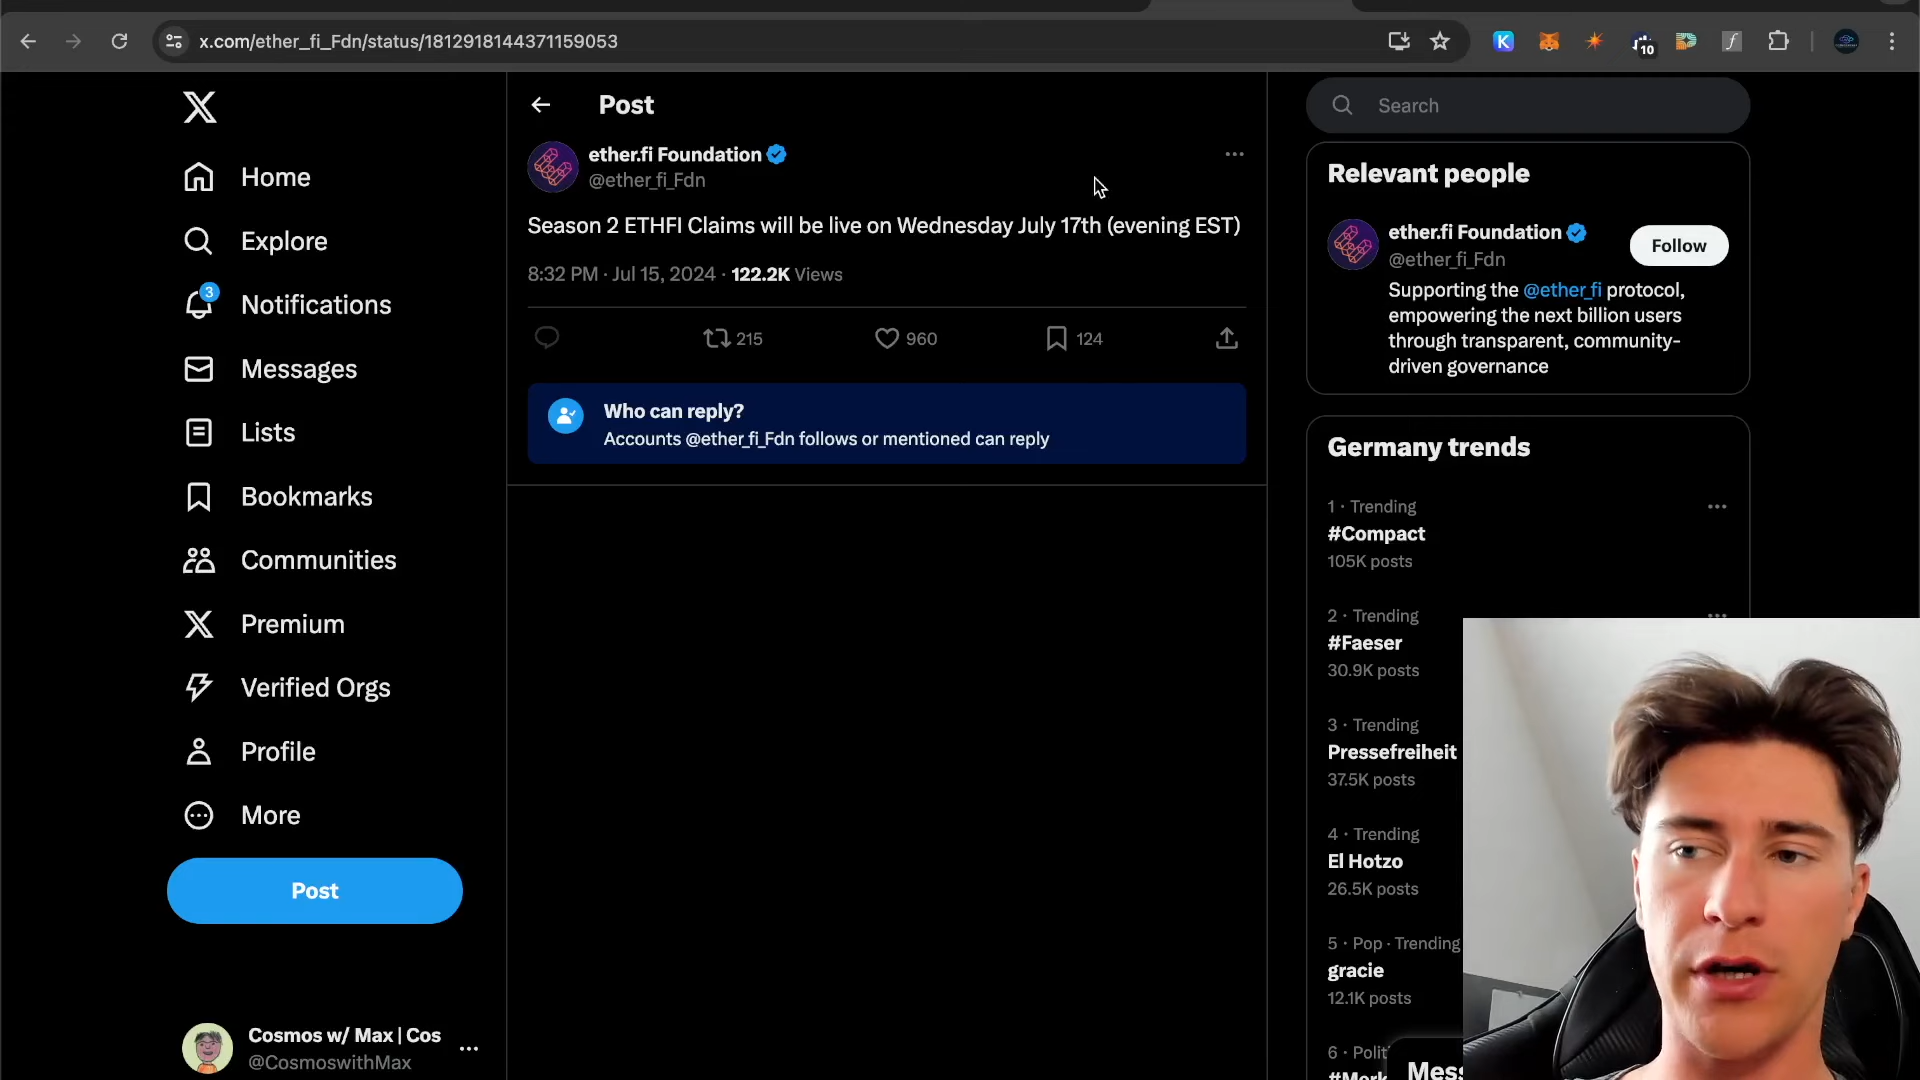 x.com/ether_fi_Fdn/status/1812918144371159053
10
Home
Explore
3
Notifications
Messages
Lists
Bookmarks
Communities
Premium
Verified Orgs
Profile
More
Post
Cosmos w/ Max | Cos
@CosmoswithMax
Post
ether.fi Foundation
@ether_fi_Fdn
Season 2 ETHFI Claims will be live on Wednesday July 17th (evening EST)
8:32 PM · Jul 15, 2024 · 122.2K Views
215
960
124
Who can reply?
Accounts @ether_fi_Fdn follows or mentioned can reply
Search
Relevant people
ether.fi Foundation
@ether_fi_Fdn
Follow
Supporting the @ether_fi protocol,
empowering the next billion users
through transparent, community-
driven governance
Germany trends
1 · Trending
#Compact
105K posts
2 · Trending
#Faeser
30.9K posts
3 · Trending
Pressefreiheit
37.5K posts
4 · Trending
El Hotzo
26.5K posts
5 · Pop · Trending
gracie
12.1K posts
6 · Polit
Mess